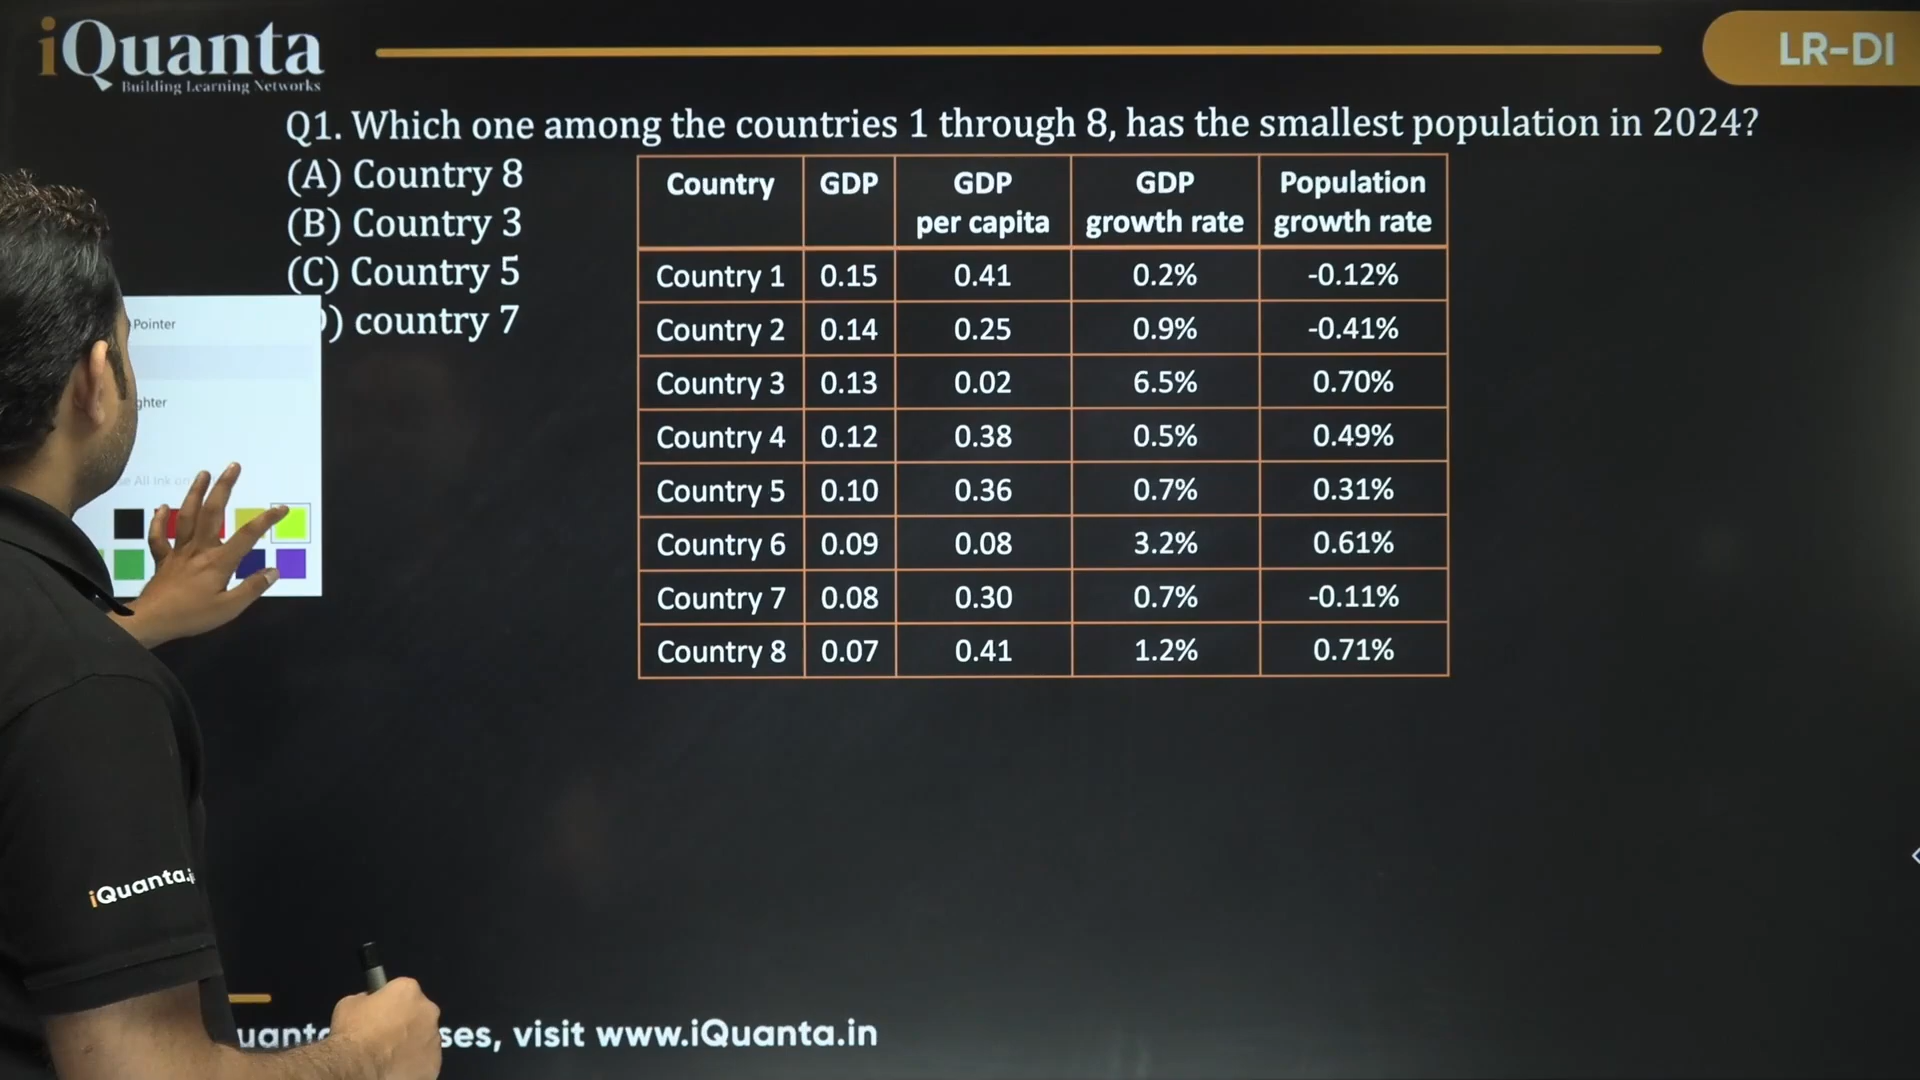 iQuanta
Building Learning Networks
LR-DI
Q1. Which one among the countries 1 through 8, has the smallest population in 2024?
(A) Country 8
(B) Country 3
(C) Country 5
) country 7
Country GDP GDP per capita GDP growth rate Population growth rate
Country 1 0.15 0.41 0.2% -0.12%
Country 2 0.14 0.25 0.9% -0.41%
Country 3 0.13 0.02 6.5% 0.70%
Country 4 0.12 0.38 0.5% 0.49%
Country 5 0.10 0.36 0.7% 0.31%
Country 6 0.09 0.08 3.2% 0.61%
Country 7 0.08 0.30 0.7% -0.11%
Country 8 0.07 0.41 1.2% 0.71%
Pointer
All Ink on
iQuanta.
visit www.iQuanta.in